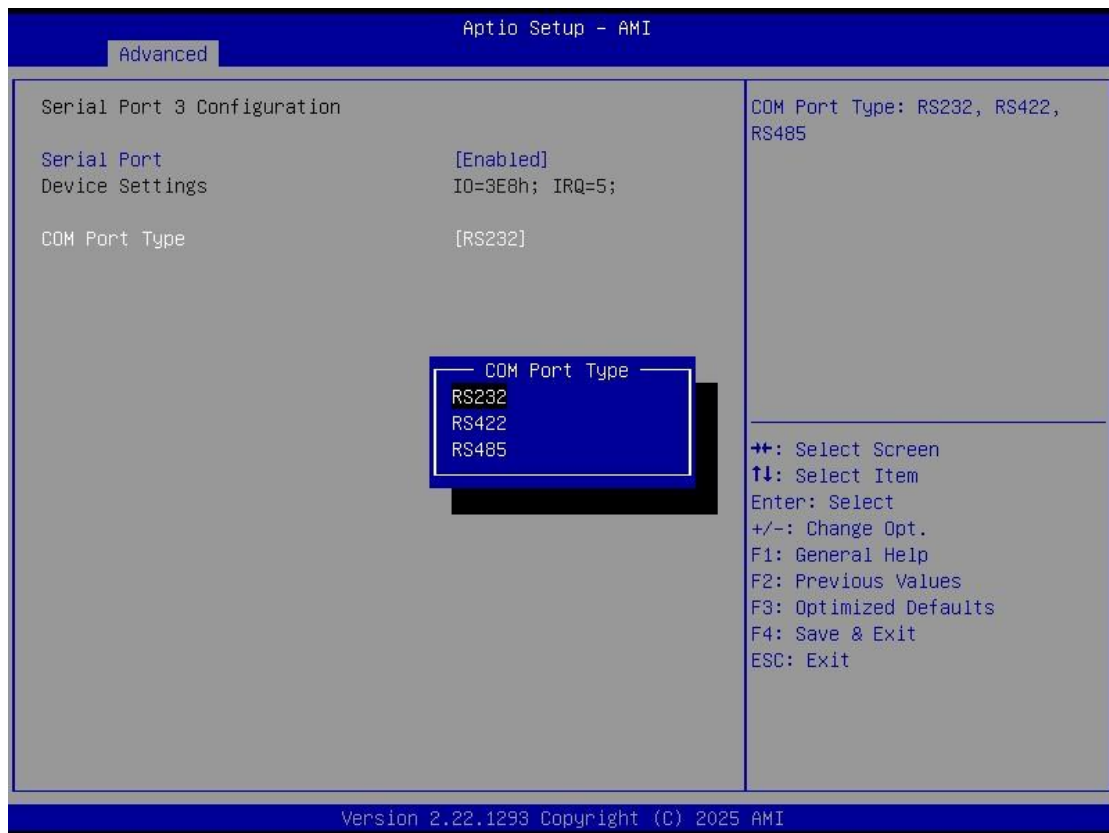 Aptio Setup - AMI
Advanced
Serial Port 3 Configuration
Serial Port [Enabled]
Device Settings IO=3E8h; IRQ=5;
COM Port Type [RS232]
COM Port Type
RS232
RS422
RS485
COM Port Type: RS232, RS422,
RS485
→←: Select Screen
↑↓: Select Item
Enter: Select
+/-: Change Opt.
F1: General Help
F2: Previous Values
F3: Optimized Defaults
F4: Save & Exit
ESC: Exit
Version 2.22.1293 Copyright (C) 2025 AMI